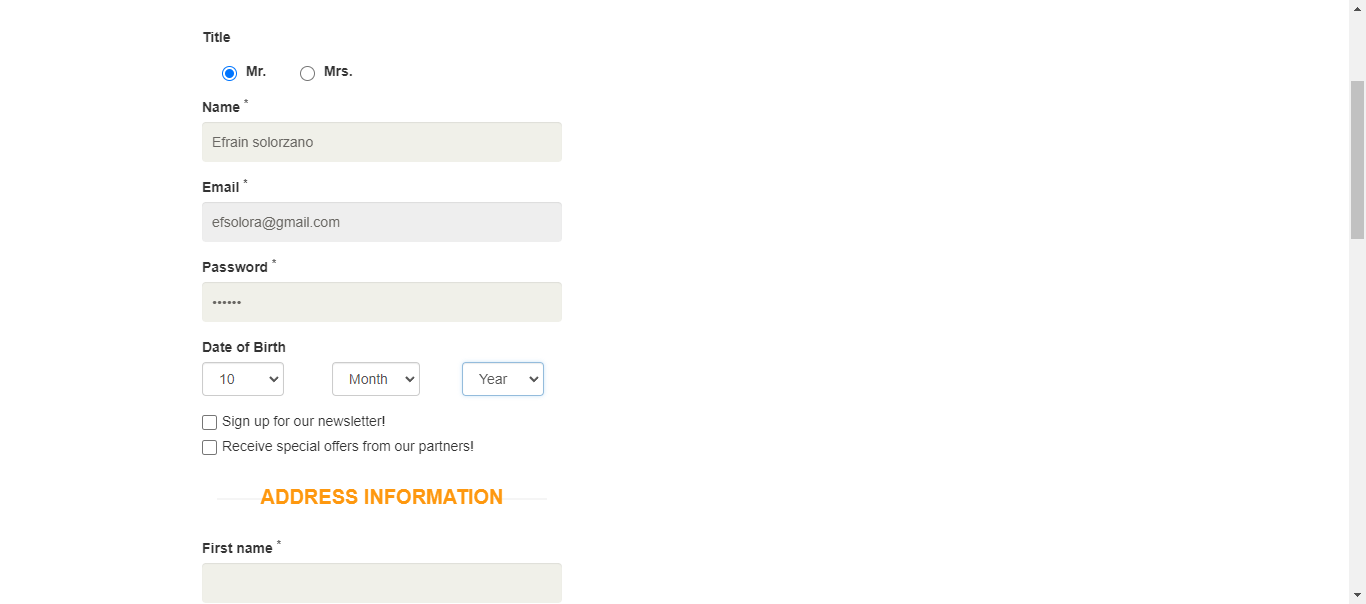 Title
Mr. Mrs.
Name *
Efrain solorzano
Email *
efsolora@gmail.com
Password *
••••••
Date of Birth
10 Month Year
Sign up for our newsletter!
Receive special offers from our partners!
ADDRESS INFORMATION
First name *